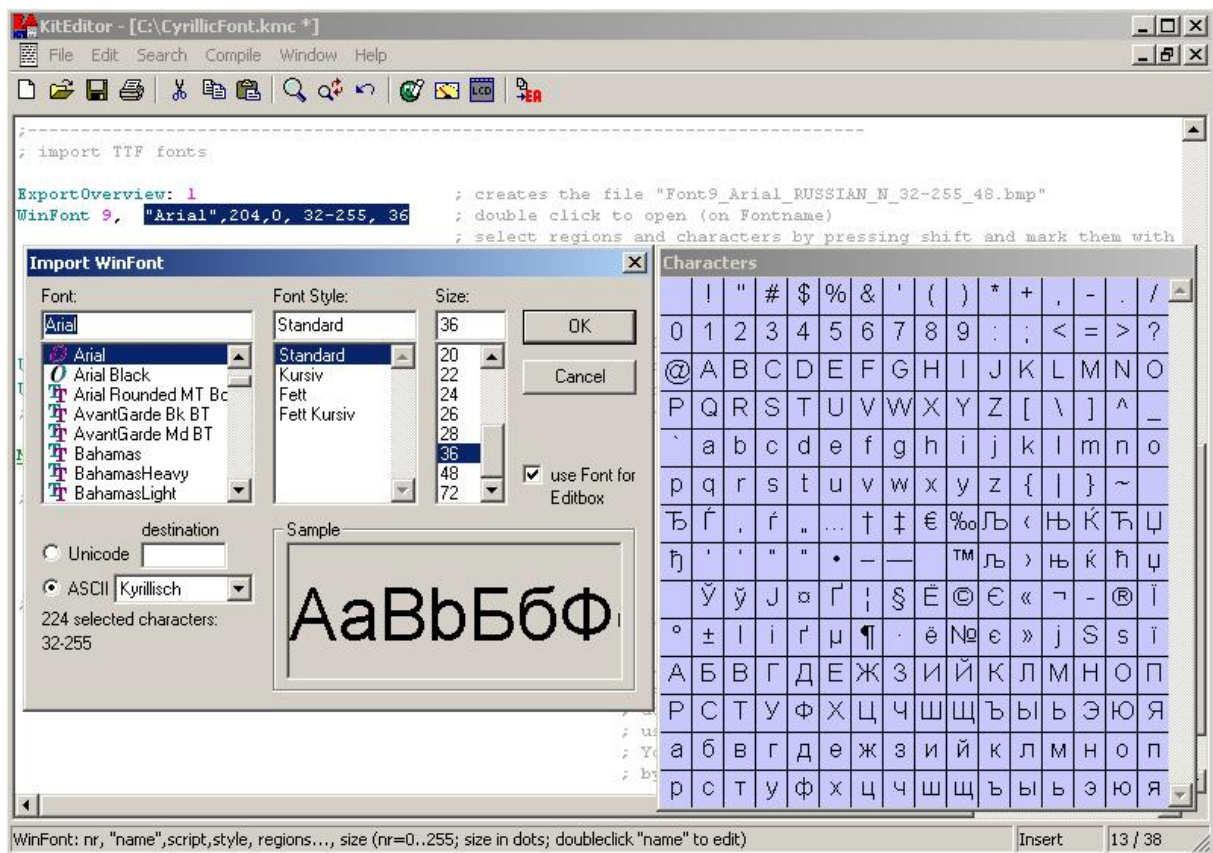 KitEditor - [C:\CyrillicFont.kmc *]
File Edit Search Compile Window Help
LCD EA
;--------------------------------------------------------------------------------
; import TTF fonts
ExportOverview: 1 ; creates the file "Font9_Arial_RUSSIAN_N_32-255_48.bmp"
WinFont 9, "Arial",204,0, 32-255, 36 ; double click to open (on Fontname)
; select regions and characters by pressing shift and mark them with
Import WinFont
Font: Font Style: Size:
Arial Standard 36 OK
Arial Standard 20
Arial Black Kursiv 22 Cancel
Arial Rounded MT Bo Fett 24
AvantGarde Bk BT Fett Kursiv 26
AvantGarde Md BT 28
Bahamas 36
BahamasHeavy 48 use Font for
BahamasLight 72 Editbox
destination Sample
Unicode
ASCII Kyrillisch
224 selected characters:
32-255
AaBbБбФ
Characters
! " # $ % & ' ( ) * + , - . /
0 1 2 3 4 5 6 7 8 9 : ; < = > ?
@ A B C D E F G H I J K L M N O
P Q R S T U V W X Y Z [ \ ] ^ _
` a b c d e f g h i j k l m n o
p q r s t u v w x y z { | } ~
Ђ Ѓ ‚ ѓ „ … † ‡ € ‰ Љ ‹ Њ Ќ Ћ Џ
ђ ‘ ’ “ ” • – — ™ љ › њ ќ ћ џ
Ў ў Ј ¤ Ґ ¦ § Ё © Є « ¬ - ® Ї
° ± І і ґ µ ¶ · ё № є » ј Ѕ ѕ ї
А Б В Г Д Е Ж З И Й К Л М Н О П
Р С Т У Ф Х Ц Ч Ш Щ Ъ Ы Ь Э Ю Я
а б в г д е ж з и й к л м н о п
р с т у ф х ц ч ш щ ъ ы ь э ю я
WinFont: nr, "name",script,style, regions..., size (nr=0..255; size in dots; doubleclick "name" to edit) Insert 13 / 38